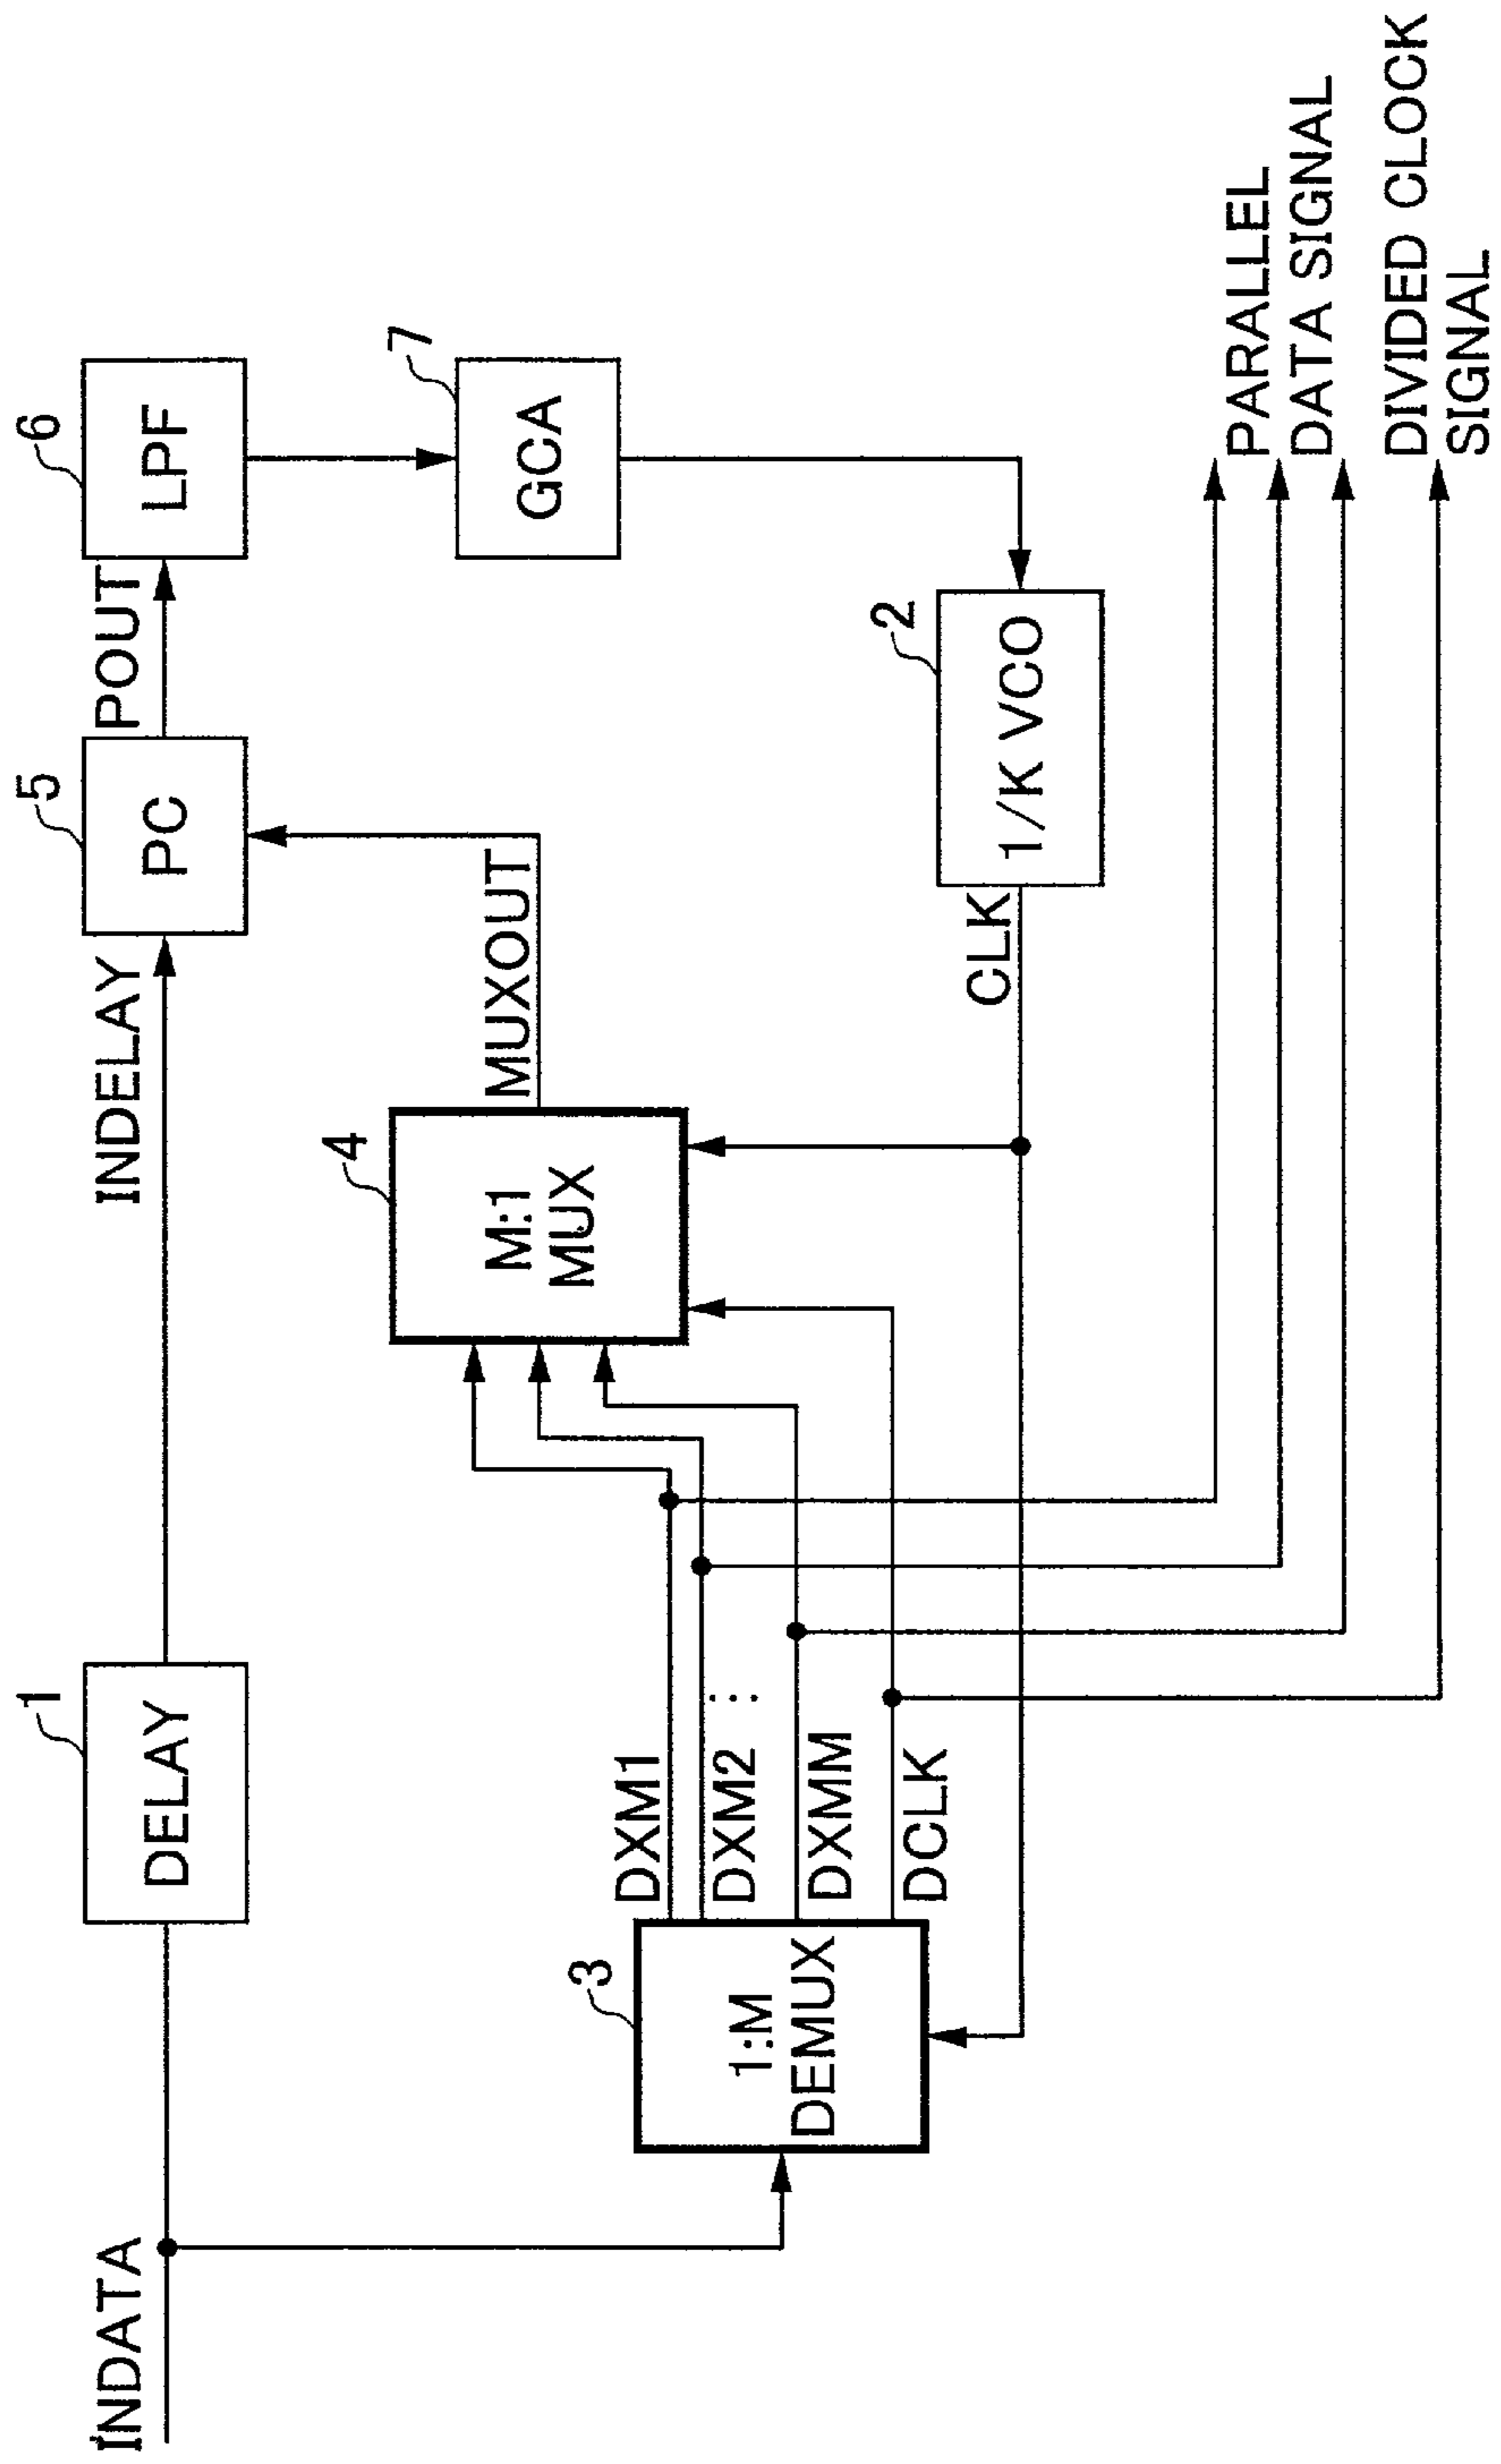 INDATA
1
DELAY
INDELAY
5
PC
POUT
6
LPF
7
GCA
4
M:1
MUX
MUXOUT
3
1:M
DEMUX
DXM1
DXM2 :
DXMM
DCLK
CLK
2
1/K VCO
PARALLEL
DATA SIGNAL
DIVIDED CLOCK
SIGNAL